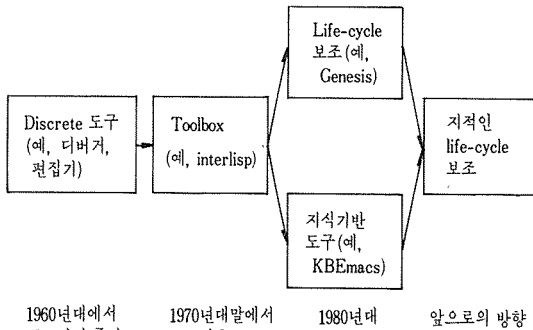 Life-cycle
보조(예,
Genesis)
Discrete 도구
(예, 디버거,
편집기)
Toolbox
(예, interlisp)
지적인
life-cycle
보조
지식기반
도구(예,
KBEmacs)
1960년대에서
1970년대말에서
1980년대
앞으로의 방향